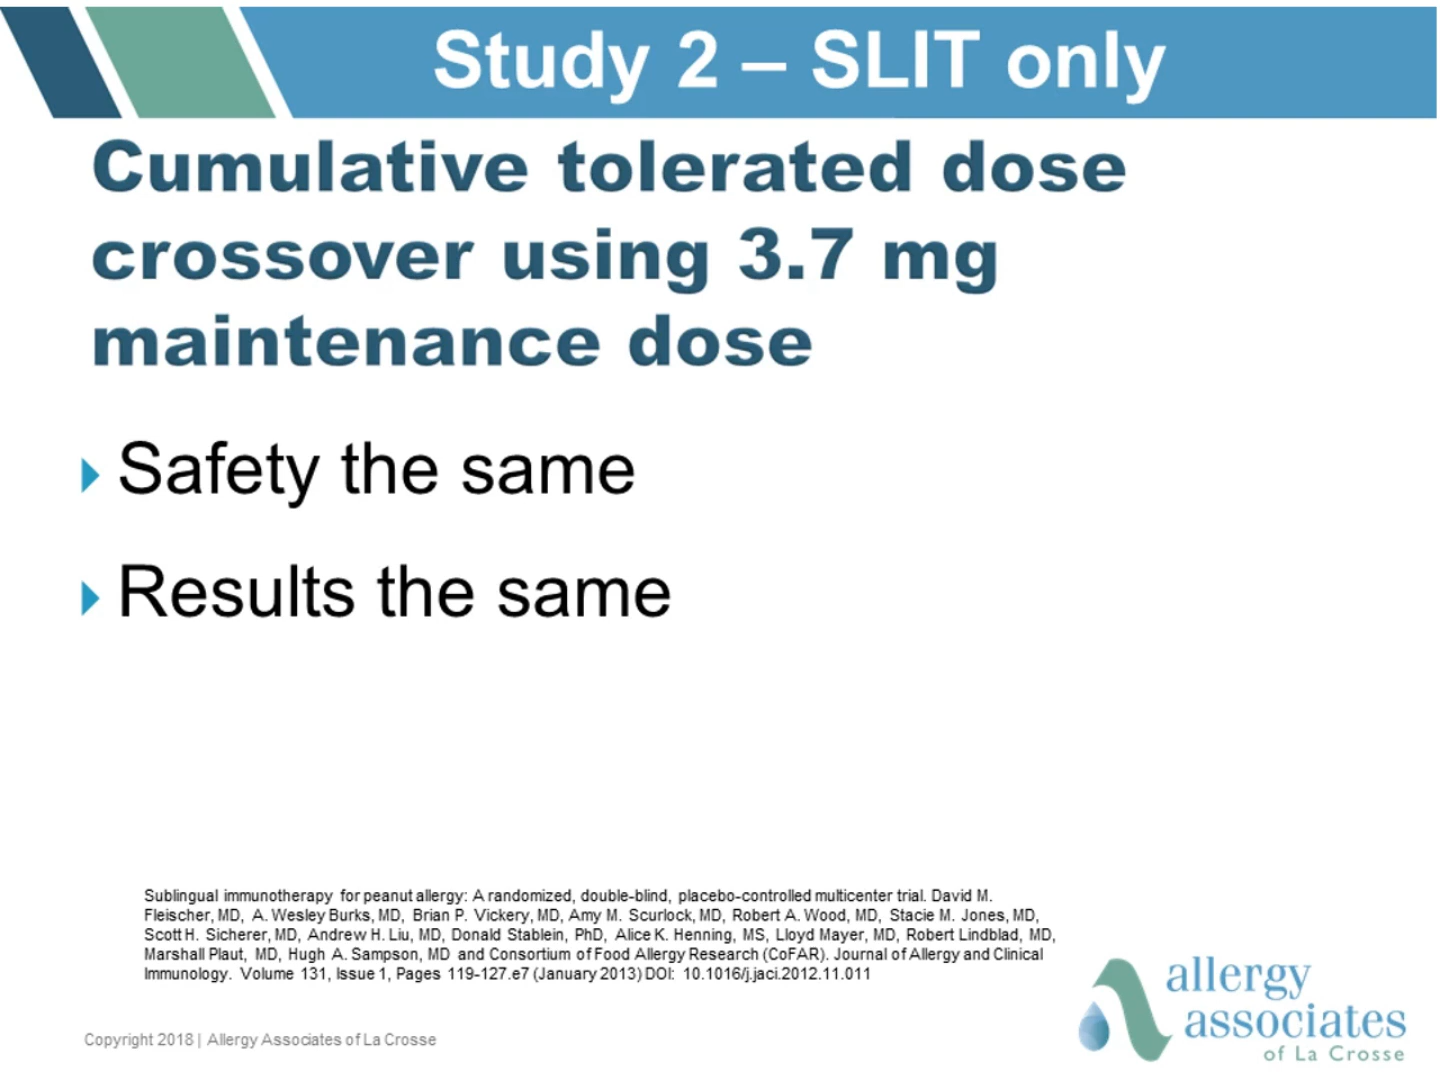 Study 2 – SLIT only
Cumulative tolerated dose
crossover using 3.7 mg
maintenance dose
Safety the same
Results the same
Sublingual immunotherapy for peanut allergy: A randomized, double-blind, placebo-controlled multicenter trial. David M.
Fleischer, MD, A. Wesley Burks, MD, Brian P. Vickery, MD, Amy M. Scurlock, MD, Robert A. Wood, MD, Stacie M. Jones, MD,
Scott H. Sicherer, MD, Andrew H. Liu, MD, Donald Stablein, PhD, Alice K. Henning, MS, Lloyd Mayer, MD, Robert Lindblad, MD,
Marshall Plaut, MD, Hugh A. Sampson, MD and Consortium of Food Allergy Research (CoFAR). Journal of Allergy and Clinical
Immunology. Volume 131, Issue 1, Pages 119-127.e7 (January 2013) DOI: 10.1016/j.jaci.2012.11.011
allergy
associates
of La Crosse
Copyright 2018 | Allergy Associates of La Crosse